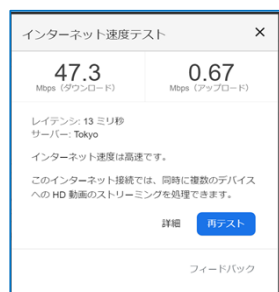 インターネット速度テスト ×
47.3 0.67
Mbps（ダウンロード） Mbps（アップロード）
レイテンシ: 13 ミリ秒
サーバー: Tokyo
インターネット速度は高速です。
このインターネット接続では、同時に複数のデバイス
への HD 動画のストリーミングを処理できます。
詳細 再テスト
フィードバック